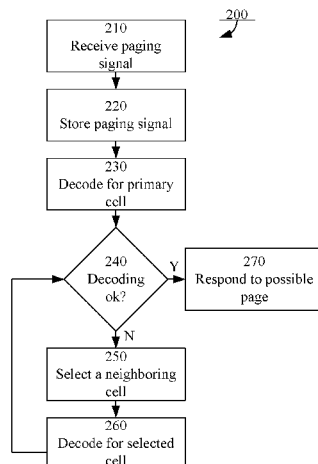 200
210
Receive paging
signal
220
Store paging signal
230
Decode for primary
cell
240
Decoding
ok?
Y
270
Respond to possible
page
N
250
Select a neighboring
cell
260
Decode for selected
cell